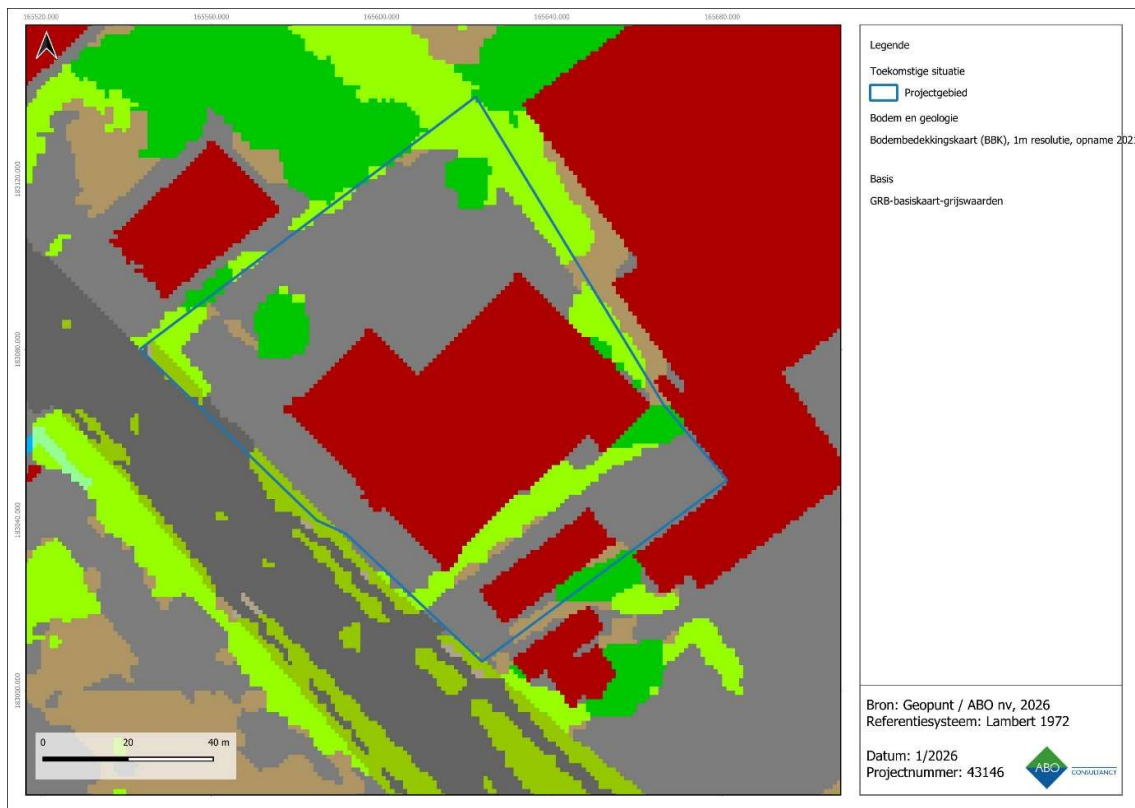 165520.000 165560.000 165600.000 165640.000 165680.000
183120.000
183080.000
183040.000
183000.000
0 20 40 m
Legende
Toekomstige situatie
Projectgebied
Bodem en geologie
Bodembedekkingskaart (BBK), 1m resolutie, opname 2021
Basis
GRB-basiskaart-grijswaarden
Bron: Geopunt / ABO nv, 2026
Referentiesysteem: Lambert 1972
Datum: 1/2026
Projectnummer: 43146
ABO CONSULTANCY